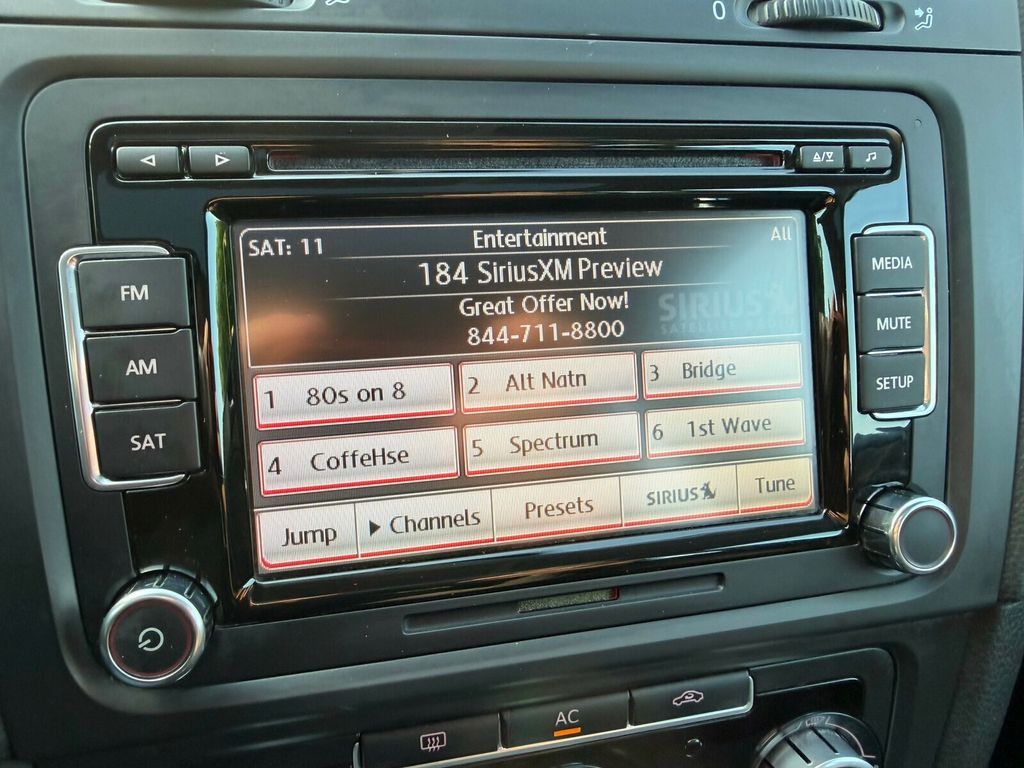 0
FM
AM
SAT
SAT: 11
Entertainment
All
184 SiriusXM Preview
Great Offer Now!
844-711-8800
SIRIUS
1 80s on 8
2 Alt Natn
3 Bridge
4 CoffeHse
5 Spectrum
6 1st Wave
Jump
Channels
Presets
SIRIUS
Tune
MEDIA
MUTE
SETUP
AC